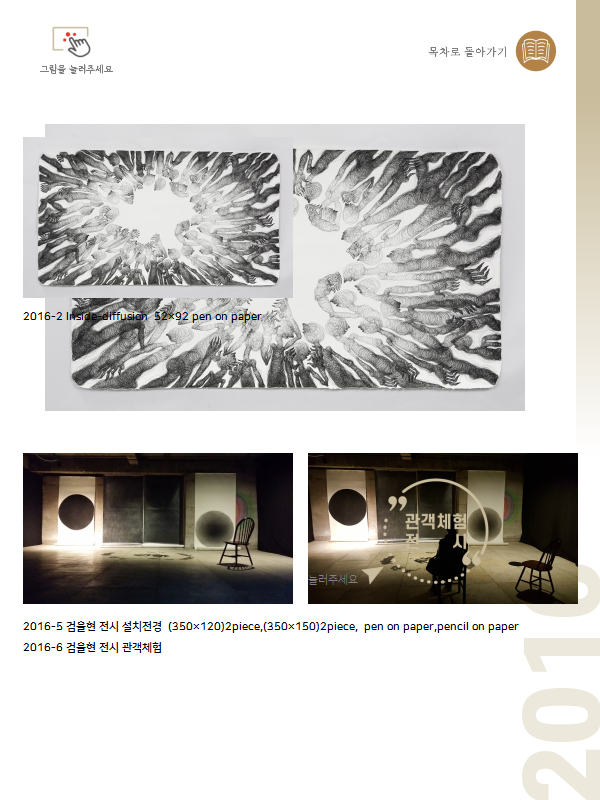 그림을 눌러주세요
목차로 돌아가기
2016-2 Inside-diffusion 52×92 pen on paper
관객체험
전 시
눌러주세요
2016-5 검을현 전시 설치전경 (350×120)2piece,(350×150)2piece, pen on paper,pencil on paper
2016-6 검을현 전시 관객체험
2016